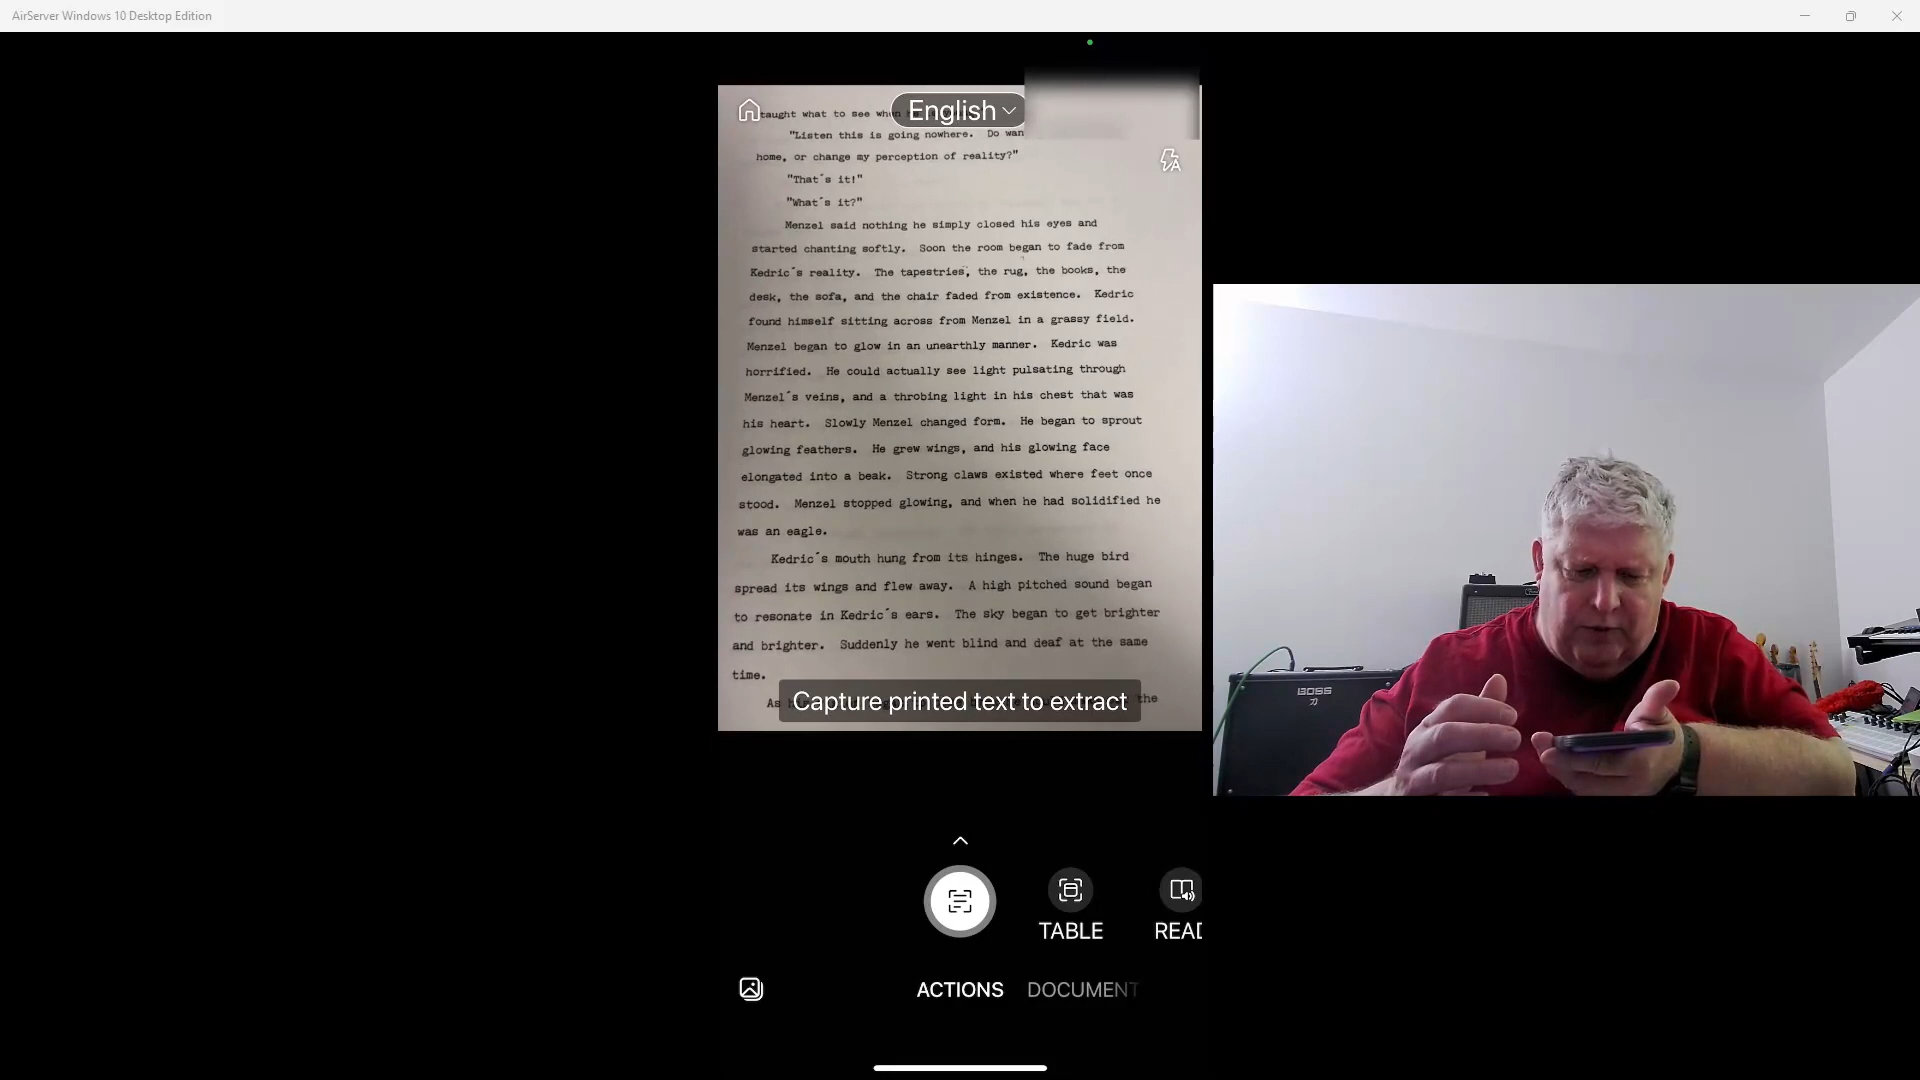 AirServer Windows 10 Desktop Edition
English
taught what to see when
"Listen this is going nowhere.  Do wan
home, or change my perception of reality?"
"That´s it!"
"What´s it?"
Menzel said nothing he simply closed his eyes and
started chanting softly.  Soon the room began to fade from
Kedric´s reality.  The tapestries, the rug, the books, the
desk, the sofa, and the chair faded from existence.  Kedric
found himself sitting across from Menzel in a grassy field.
Menzel began to glow in an unearthly manner.  Kedric was
horrified.  He could actually see light pulsating through
Menzel´s veins, and a throbing light in his chest that was
his heart.  Slowly Menzel changed form.  He began to sprout
glowing feathers.  He grew wings, and his glowing face
elongated into a beak.  Strong claws existed where feet once
stood.  Menzel stopped glowing, and when he had solidified he
was an eagle.
Kedric´s mouth hung from its hinges.  The huge bird
spread its wings and flew away.  A high pitched sound began
to resonate in Kedric´s ears.  The sky began to get brighter
and brighter.  Suddenly he went blind and deaf at the same
time.
As the
Capture printed text to extract
BOSS
TABLE
READ
ACTIONS DOCUMENT